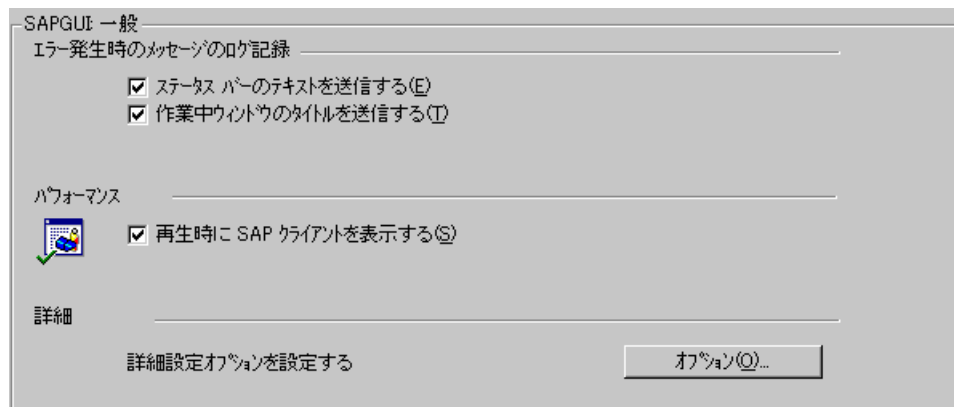 SAPGUI: 一般
エラー発生時のメッセージのログ記録
ステータス バーのテキストを送信する(E)
作業中ウィンドウのタイトルを送信する(T)
パフォーマンス
再生時に SAP クライアントを表示する(S)
詳細
詳細設定オプションを設定する
オプション(O)...